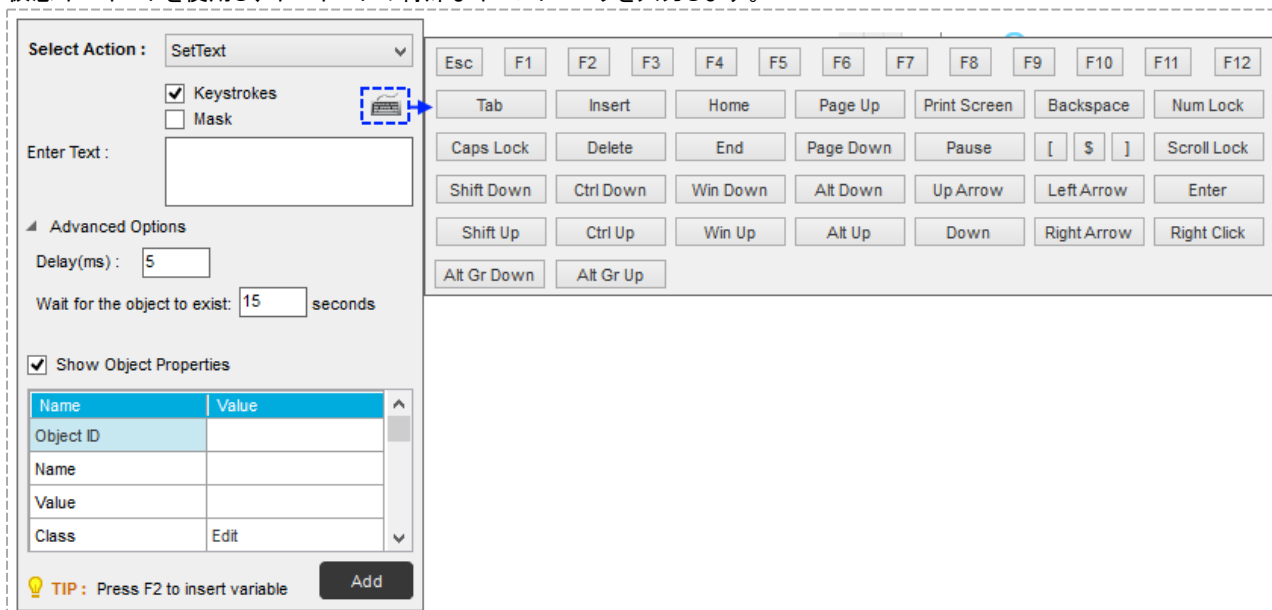 Select Action : SetText
Keystrokes
Mask
Enter Text :
Advanced Options
Delay(ms) : 5
Wait for the object to exist: 15 seconds
Show Object Properties
Name Value
Object ID
Name
Value
Class Edit
TIP : Press F2 to insert variable Add
Esc F1 F2 F3 F4 F5 F6 F7 F8 F9 F10 F11 F12
Tab Insert Home Page Up Print Screen Backspace Num Lock
Caps Lock Delete End Page Down Pause [ $ ] Scroll Lock
Shift Down Ctrl Down Win Down Alt Down Up Arrow Left Arrow Enter
Shift Up Ctrl Up Win Up Alt Up Down Right Arrow Right Click
Alt Gr Down Alt Gr Up